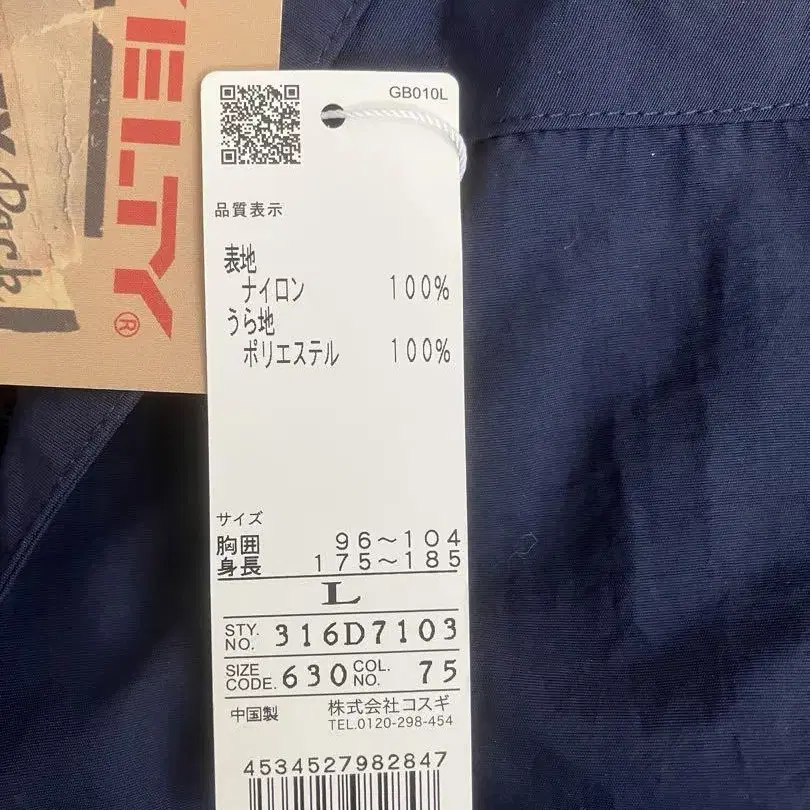 ELTY®
Pack
GB010L
品質表示
表地
ナイロン 100%
うら地
ポリエステル 100%
サイズ
胸囲 96~104
身長 175~185
L
STY. NO. 316D7103
SIZE CODE. 630 COL. NO. 75
中国製 株式会社コスギ
TEL.0120-298-454
4534527982847